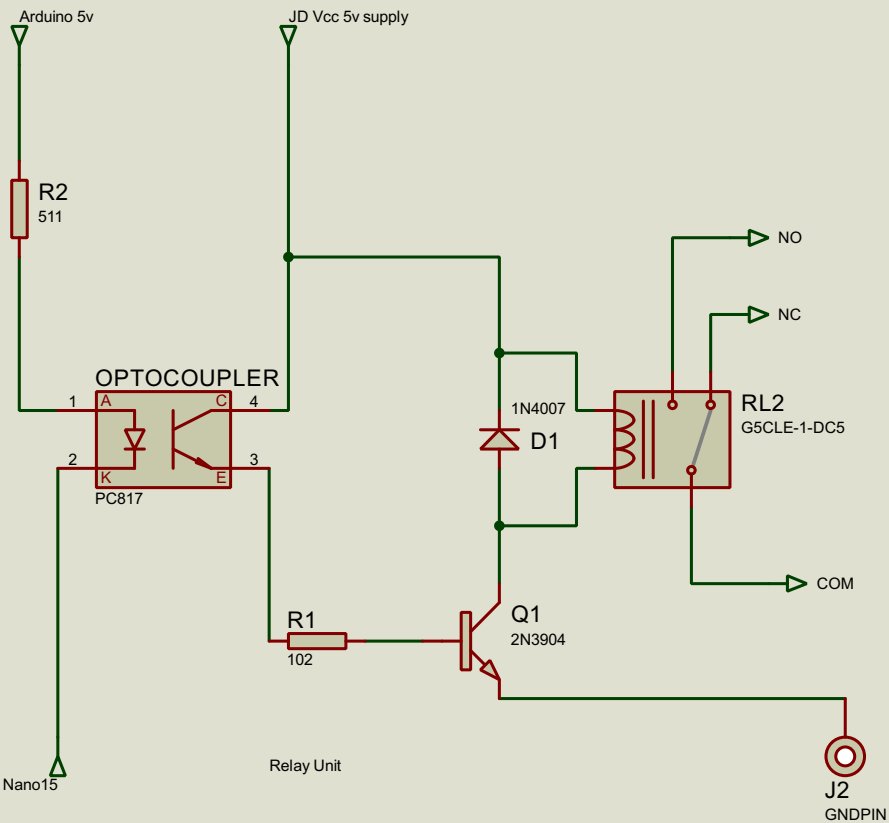 Arduino 5v
JD Vcc 5v supply
R2
511
NO
NC
OPTOCOUPLER
1
A
C
4
2
K
E
3
PC817
1N4007
D1
RL2
G5CLE-1-DC5
COM
R1
102
Q1
2N3904
Relay Unit
Nano15
J2
GNDPIN